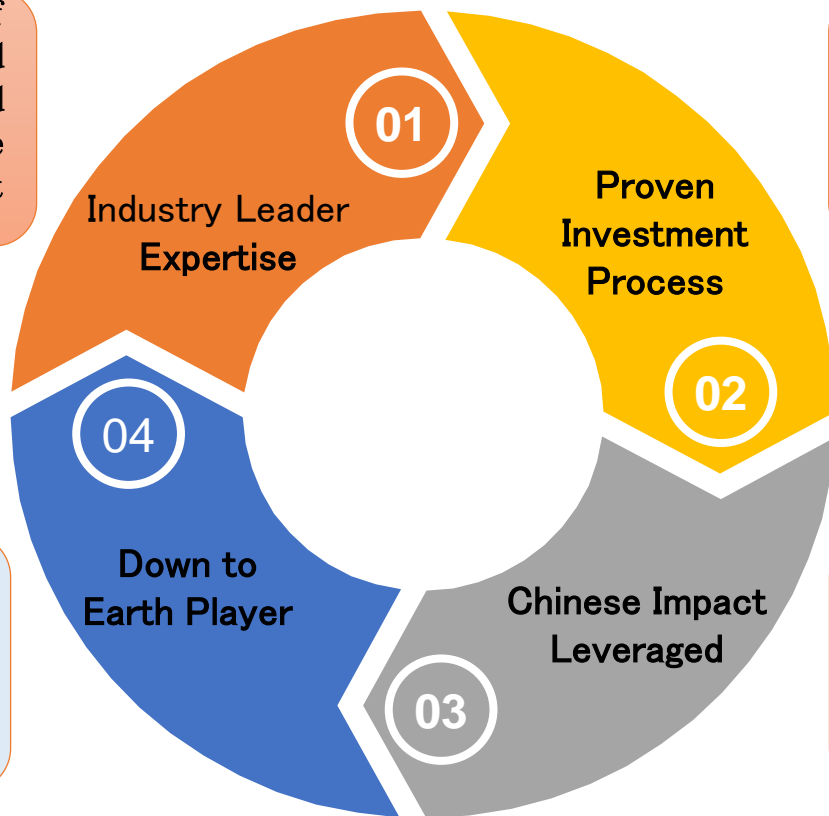 01
Industry Leader
Expertise
Proven
Investment
Process
02
Chinese Impact
Leveraged
03
04
Down to
Earth Player